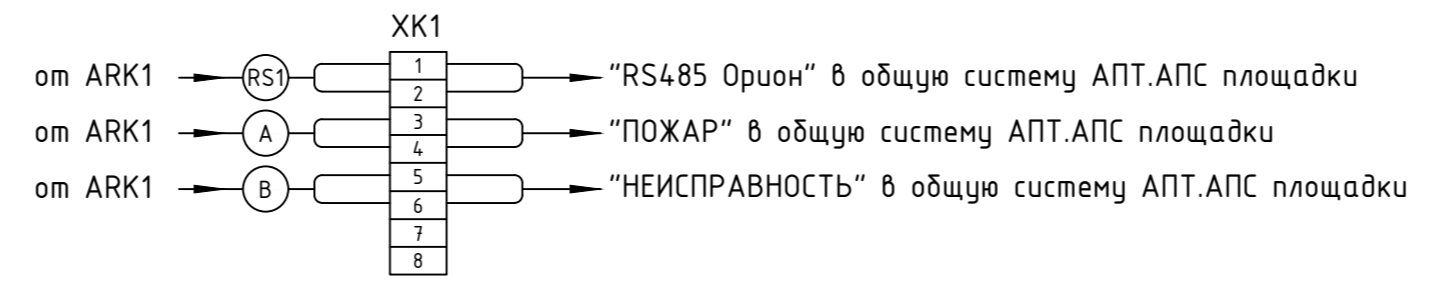 XK1
от ARK1 RS1 1 "RS485 Орион" в общую систему АПТ.АПС площадки
2
от ARK1 A 3 "ПОЖАР" в общую систему АПТ.АПС площадки
4
от ARK1 B 5 "НЕИСПРАВНОСТЬ" в общую систему АПТ.АПС площадки
6
7
8